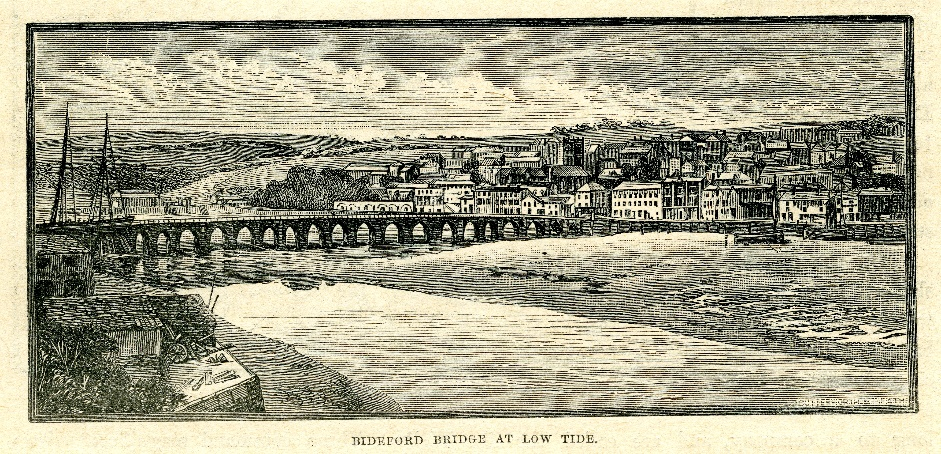 BIDEFORD BRIDGE AT LOW TIDE.